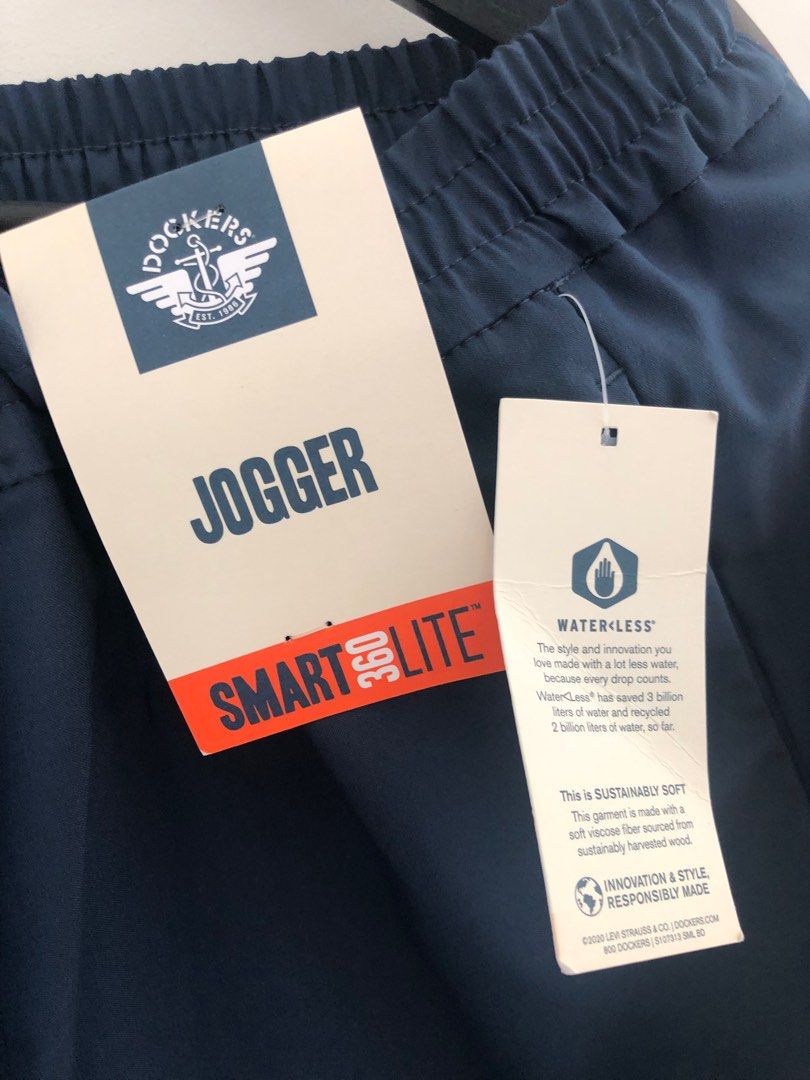 DOCKERS
EST. 1986
JOGGER
SMART 360 LITE™
WATER<LESS®
The style and innovation you
love made with a lot less water,
because every drop counts.
Water<Less® has saved 3 billion
liters of water and recycled
2 billion liters of water, so far.
This is SUSTAINABLY SOFT
This garment is made with a
soft viscose fiber sourced from
sustainably harvested wood.
INNOVATION & STYLE,
RESPONSIBLY MADE
©2020 LEVI STRAUSS & CO. | DOCKERS.COM
800 DOCKERS | S107313 SML BD